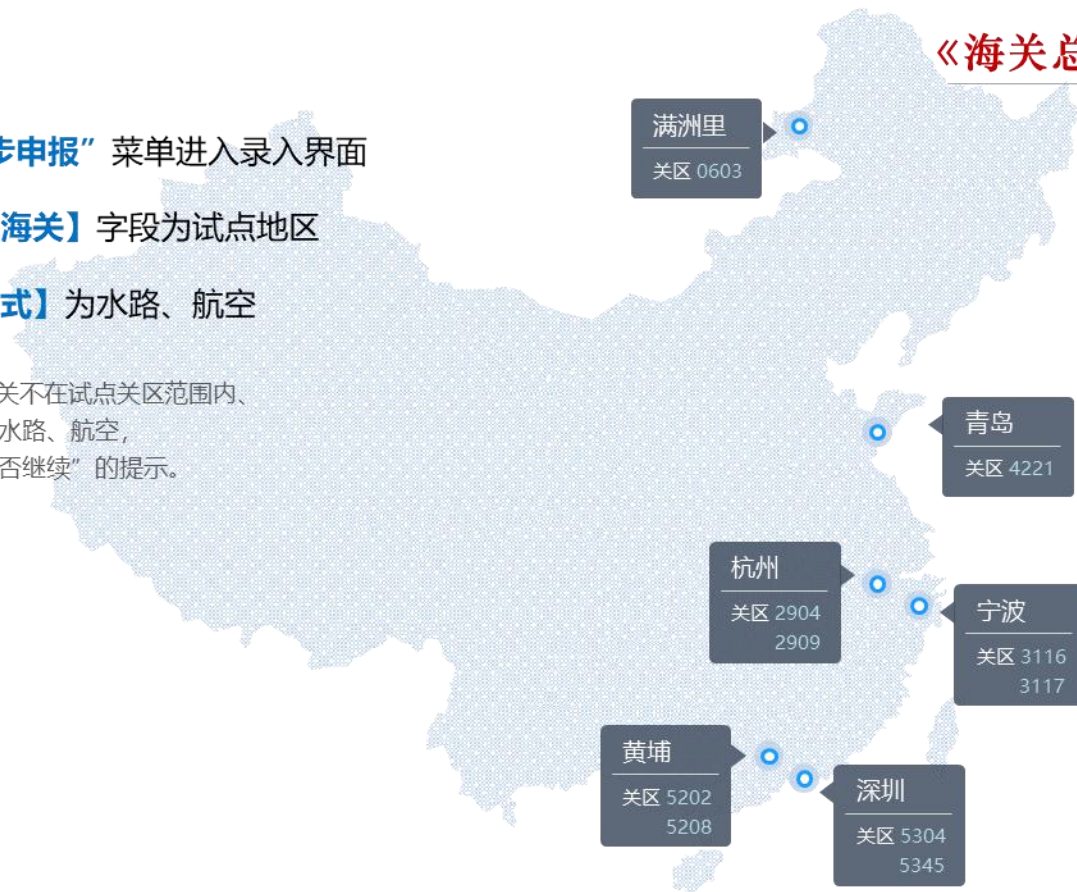 《海关总
步申报”菜单进入录入界面
海关】字段为试点地区
式】为水路、航空
关不在试点关区范围内、
水路、航空，
否继续”的提示。
满洲里
关区 0603
青岛
关区 4221
杭州
关区 2904
2909
宁波
关区 3116
3117
黄埔
关区 5202
5208
深圳
关区 5304
5345